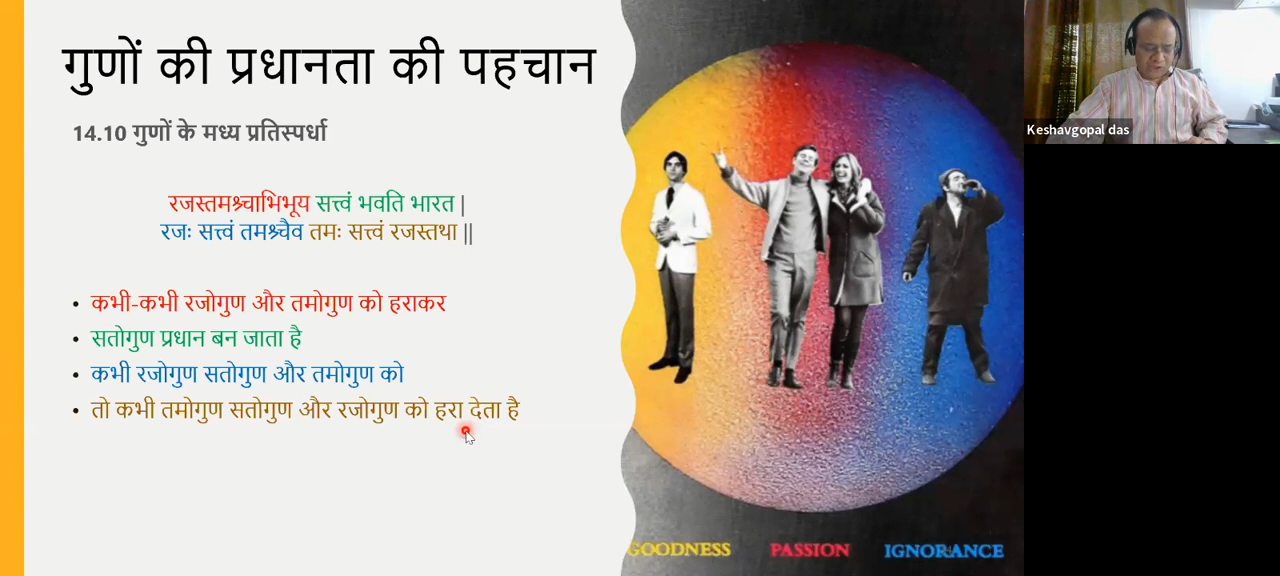 गुणों की प्रधानता की पहचान
14.10 गुणों के मध्य प्रतिस्पर्धा
रजस्तमश्र्चाभिभूय सत्त्वं भवति भारत |
रजः सत्त्वं तमश्र्चैव तमः सत्त्वं रजस्तथा ||
• कभी-कभी रजोगुण और तमोगुण को हराकर
• सतोगुण प्रधान बन जाता है
• कभी रजोगुण सतोगुण और तमोगुण को
• तो कभी तमोगुण सतोगुण और रजोगुण को हरा देता है
GOODNESS PASSION IGNORANCE
Keshavgopal das